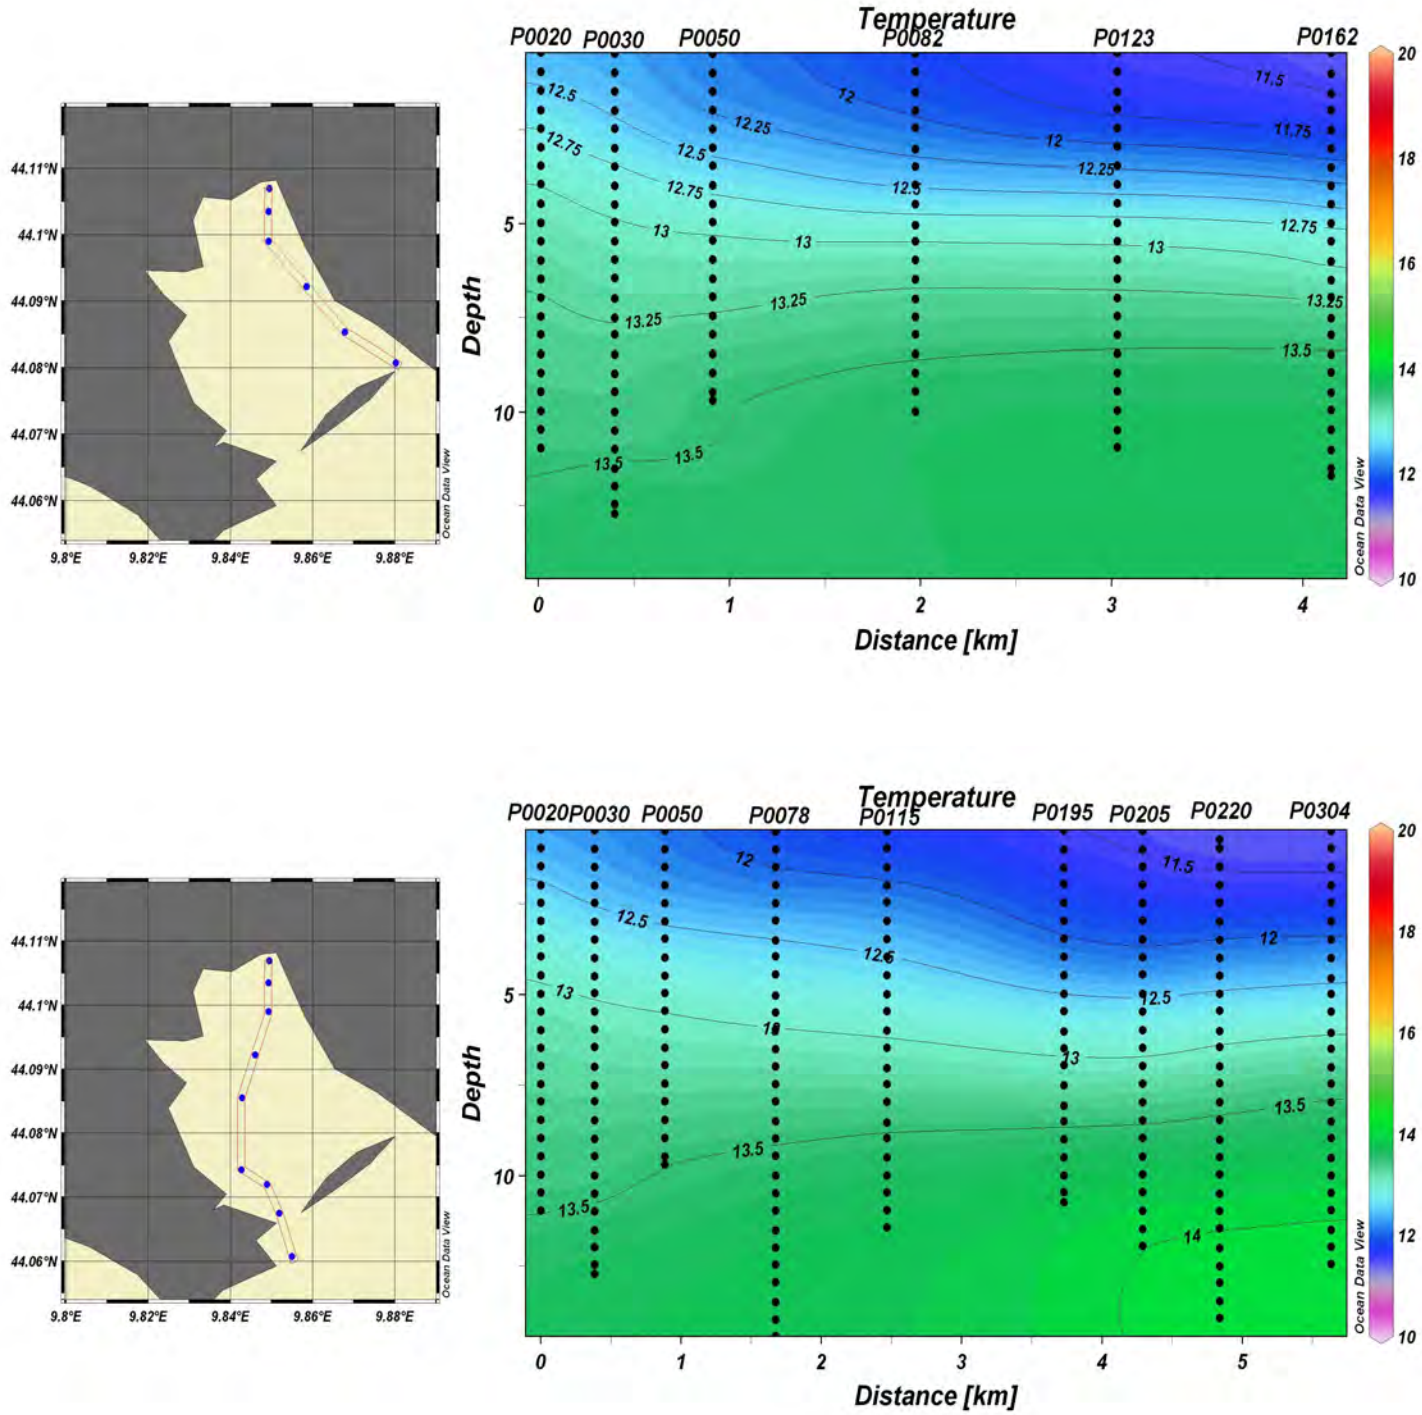 Temperature
P0020 P0030 P0050 P0082 P0123 P0162
20
11.5
12.5 12
12.25 12 11.75
12.75 12.5 12.25
18
44.11°N
12.75 12.5
44.1°N
5 13 13 13 12.75
16
44.09°N
13.25 13.25 13.25
Depth
13.5
14
44.08°N
10
44.07°N
13.5 13.5
12
44.06°N
Ocean Data View
Ocean Data View
9.8°E 9.82°E 9.84°E 9.86°E 9.88°E
10
0 1 2 3 4
Distance [km]
Temperature
P0020 P0030 P0050 P0078 P0115 P0195 P0205 P0220 P0304
20
12 11.5
12.5 12
18
44.11°N
12.5
5 13 12.5
44.1°N
13 13
16
44.09°N
Depth
13.5
13.5
14
44.08°N
10
44.07°N
13.5
14
12
44.06°N
Ocean Data View
Ocean Data View
9.8°E 9.82°E 9.84°E 9.86°E 9.88°E
10
0 1 2 3 4 5
Distance [km]